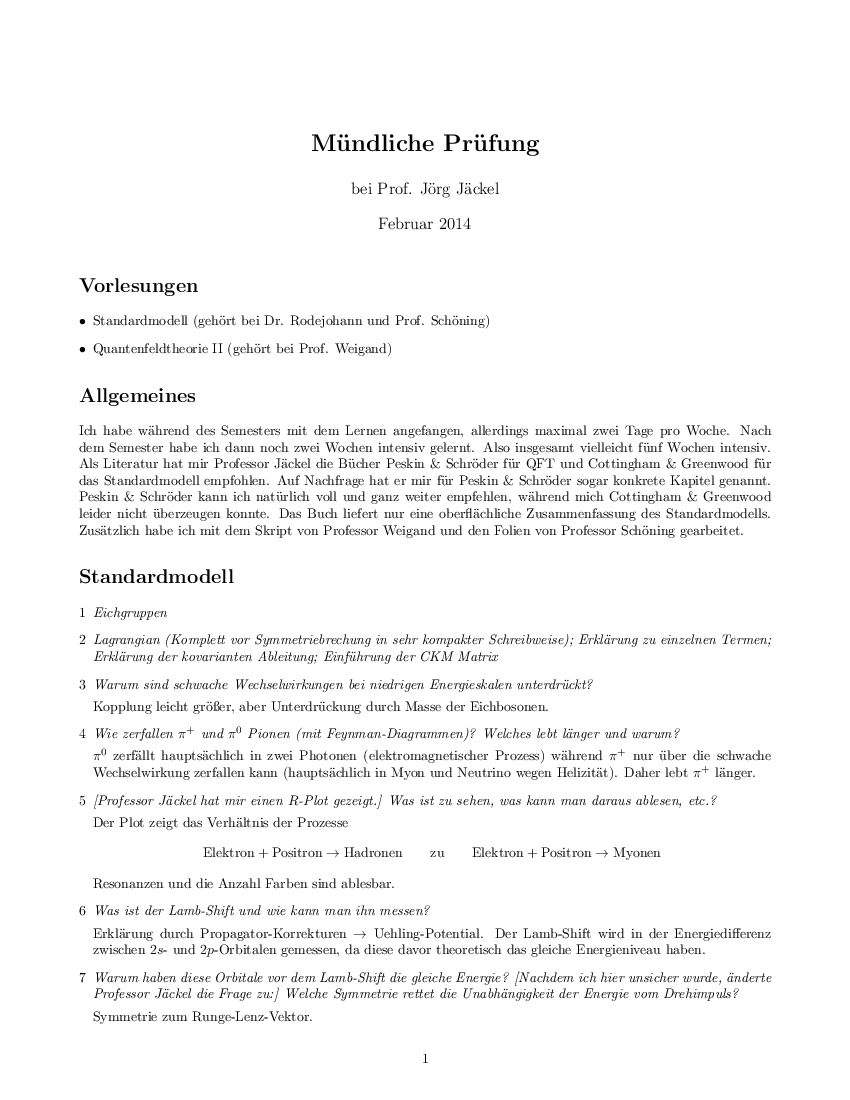 Mündliche Prüfung
bei Prof. Jörg Jäckel
Februar 2014
Vorlesungen
• Standardmodell (gehört bei Dr. Rodejohann und Prof. Schöning)
• Quantenfeldtheorie II (gehört bei Prof. Weigand)
Allgemeines
Ich habe während des Semesters mit dem Lernen angefangen, allerdings maximal zwei Tage pro Woche. Nach
dem Semester habe ich dann noch zwei Wochen intensiv gelernt. Also insgesamt vielleicht fünf Wochen intensiv.
Als Literatur hat mir Professor Jäckel die Bücher Peskin & Schröder für QFT und Cottingham & Greenwood für
das Standardmodell empfohlen. Auf Nachfrage hat er mir für Peskin & Schröder sogar konkrete Kapitel genannt.
Peskin & Schröder kann ich natürlich voll und ganz weiter empfehlen, während mich Cottingham & Greenwood
leider nicht überzeugen konnte. Das Buch liefert nur eine oberflächliche Zusammenfassung des Standardmodells.
Zusätzlich habe ich mit dem Skript von Professor Weigand und den Folien von Professor Schöning gearbeitet.
Standardmodell
1 Eichgruppen
2 Lagrangian (Komplett vor Symmetriebrechung in sehr kompakter Schreibweise); Erklärung zu einzelnen Termen;
Erklärung der kovarianten Ableitung; Einführung der CKM Matrix
3 Warum sind schwache Wechselwirkungen bei niedrigen Energieskalen unterdrückt?
Kopplung leicht größer, aber Unterdrückung durch Masse der Eichbosonen.
4 Wie zerfallen π⁺ und π⁰ Pionen (mit Feynman-Diagrammen)? Welches lebt länger und warum?
π⁰ zerfällt hauptsächlich in zwei Photonen (elektromagnetischer Prozess) während π⁺ nur über die schwache
Wechselwirkung zerfallen kann (hauptsächlich in Myon und Neutrino wegen Helizität). Daher lebt π⁺ länger.
5 [Professor Jäckel hat mir einen R-Plot gezeigt.] Was ist zu sehen, was kann man daraus ablesen, etc.?
Der Plot zeigt das Verhältnis der Prozesse
Elektron + Positron → Hadronen zu Elektron + Positron → Myonen
Resonanzen und die Anzahl Farben sind ablesbar.
6 Was ist der Lamb-Shift und wie kann man ihn messen?
Erklärung durch Propagator-Korrekturen → Uehling-Potential. Der Lamb-Shift wird in der Energiedifferenz
zwischen 2s- und 2p-Orbitalen gemessen, da diese davor theoretisch das gleiche Energieniveau haben.
7 Warum haben diese Orbitale vor dem Lamb-Shift die gleiche Energie? [Nachdem ich hier unsicher wurde, änderte
Professor Jäckel die Frage zu:] Welche Symmetrie rettet die Unabhängigkeit der Energie vom Drehimpuls?
Symmetrie zum Runge-Lenz-Vektor.
1